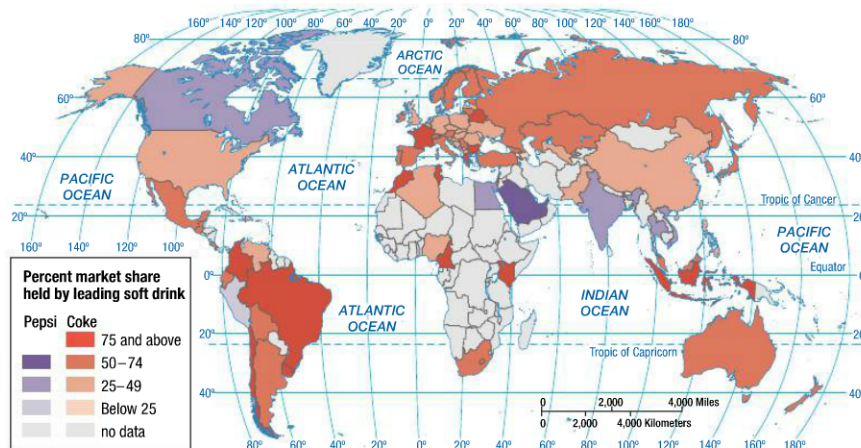 160° 140° 120° 100° 80° 60° 40° 20° 0° 20° 40° 60° 80° 100° 120° 140° 160°
80°
80°
ARCTIC
OCEAN
60°
60°
40°
40°
ATLANTIC
OCEAN
PACIFIC
OCEAN
Tropic of Cancer
20°
20°
PACIFIC
OCEAN
160° 140° 120° 100°
160° 180°
Equator
0°
0°
INDIAN
OCEAN
ATLANTIC
OCEAN
20°
Tropic of Capricorn
40°
40°
Percent market share
held by leading soft drink
Pepsi Coke
75 and above
50–74
25–49
Below 25
no data
0 2,000 4,000 Miles
0 2,000 4,000 Kilometers
80° 60° 40° 20° 0° 20° 40° 60° 80° 100° 120° 140° 160° 180°